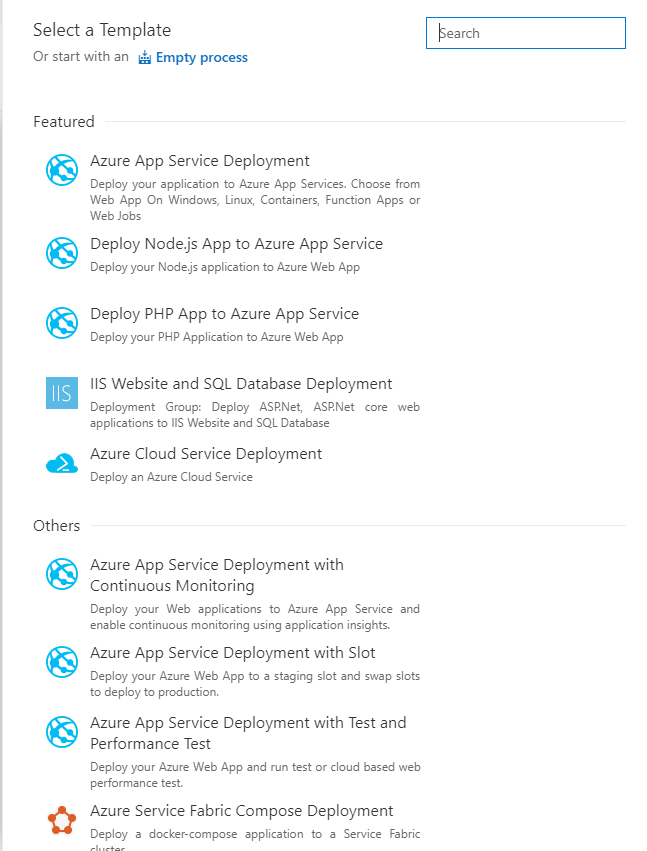 Select a Template
Search
Or start with an Empty process
Featured
Azure App Service Deployment
Deploy your application to Azure App Services. Choose from
Web App On Windows, Linux, Containers, Function Apps or
Web Jobs
Deploy Node.js App to Azure App Service
Deploy your Node.js application to Azure Web App
Deploy PHP App to Azure App Service
Deploy your PHP Application to Azure Web App
IIS
IIS Website and SQL Database Deployment
Deployment Group: Deploy ASP.Net, ASP.Net core web
applications to IIS Website and SQL Database
Azure Cloud Service Deployment
Deploy an Azure Cloud Service
Others
Azure App Service Deployment with
Continuous Monitoring
Deploy your Web applications to Azure App Service and
enable continuous monitoring using application insights.
Azure App Service Deployment with Slot
Deploy your Azure Web App to a staging slot and swap slots
to deploy to production.
Azure App Service Deployment with Test and
Performance Test
Deploy your Azure Web App and run test or cloud based web
performance test.
Azure Service Fabric Compose Deployment
Deploy a docker-compose application to a Service Fabric
cluster